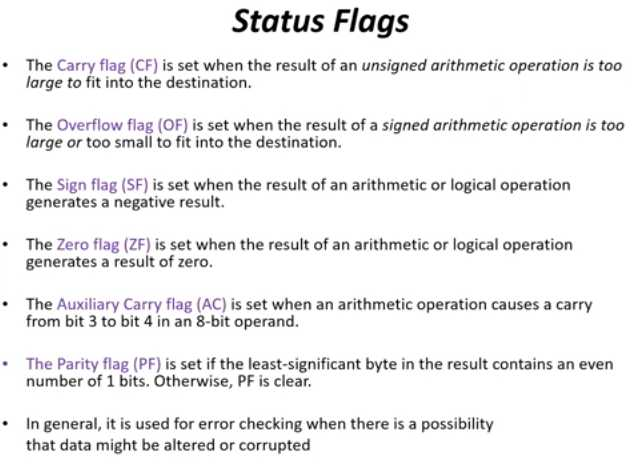 Status Flags
• The Carry flag (CF) is set when the result of an unsigned arithmetic operation is too
large to fit into the destination.
• The Overflow flag (OF) is set when the result of a signed arithmetic operation is too
large or too small to fit into the destination.
• The Sign flag (SF) is set when the result of an arithmetic or logical operation
generates a negative result.
• The Zero flag (ZF) is set when the result of an arithmetic or logical operation
generates a result of zero.
• The Auxiliary Carry flag (AC) is set when an arithmetic operation causes a carry
from bit 3 to bit 4 in an 8-bit operand.
• The Parity flag (PF) is set if the least-significant byte in the result contains an even
number of 1 bits. Otherwise, PF is clear.
• In general, it is used for error checking when there is a possibility
that data might be altered or corrupted